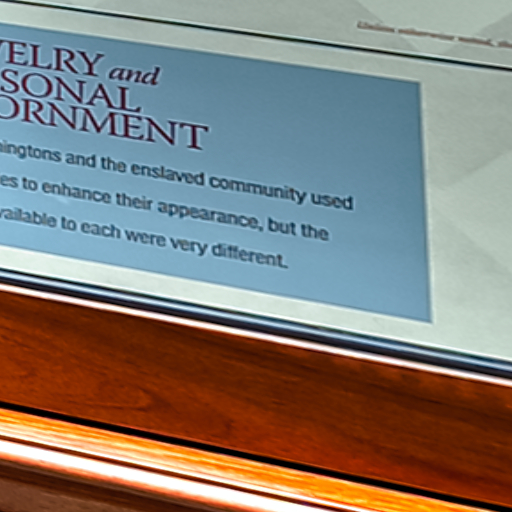 Unless otherwise noted,
VELRY and
SONAL
ORNMENT
ingtons and the enslaved community used
es to enhance their appearance, but the
vailable to each were very different.